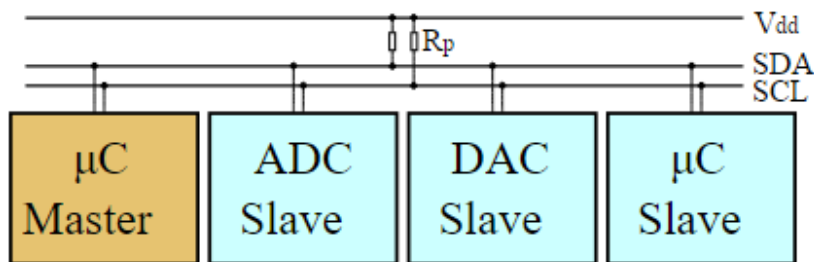 Vdd
Rp
SDA
SCL
μC
Master
ADC
Slave
DAC
Slave
μC
Slave